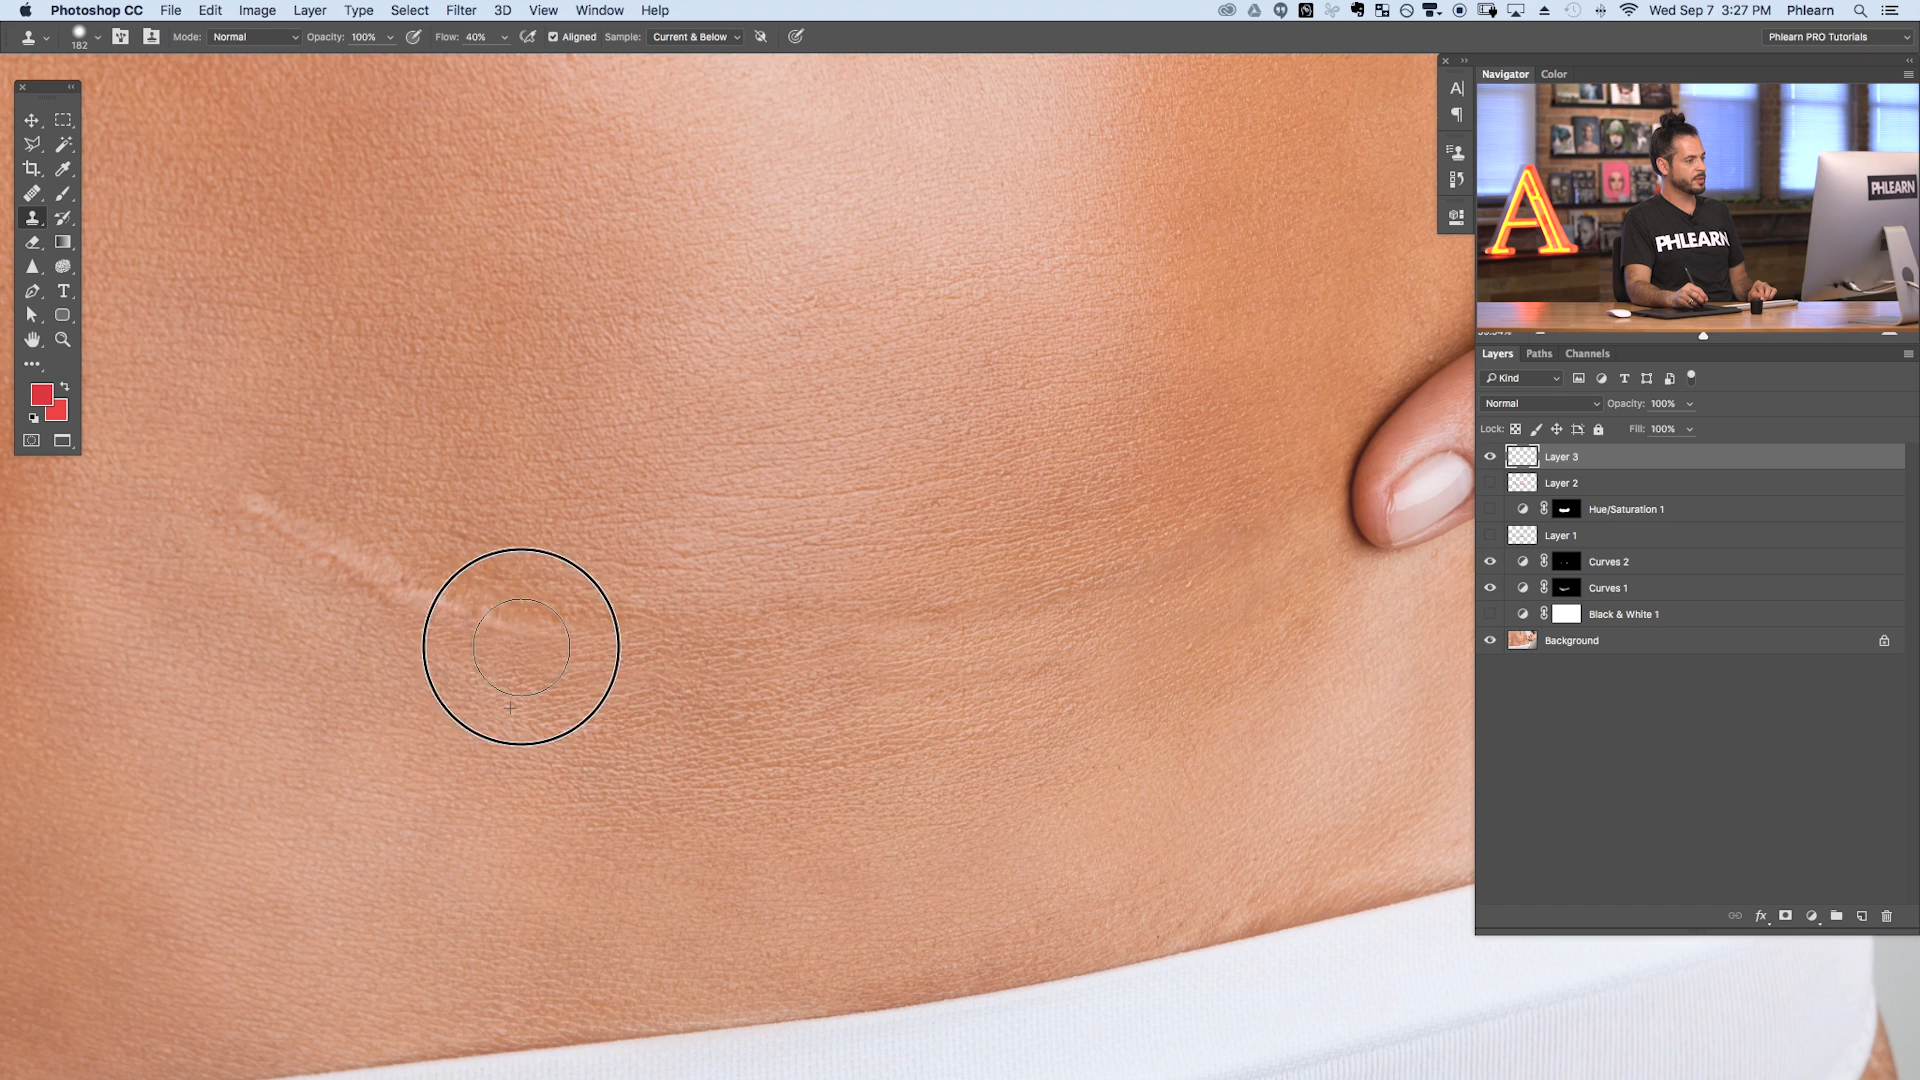 Photoshop CC File Edit Image Layer Type Select Filter 3D View Window Help Wed Sep 7 3:27 PM Phlearn
182 Mode: Normal Opacity: 100% Flow: 40% Aligned Sample: Current & Below Phlearn PRO Tutorials
Navigator Color
A
PHLEARN
PHLEARN
Layers Paths Channels
Kind
Normal Opacity: 100%
Lock: Fill: 100%
Layer 3
Layer 2
Hue/Saturation 1
Layer 1
Curves 2
Curves 1
Black & White 1
Background
fx